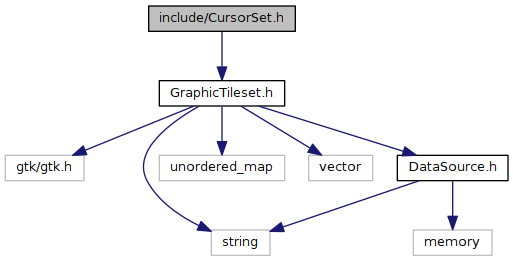 include/CursorSet.h
GraphicTileset.h
gtk/gtk.h
unordered_map
vector
DataSource.h
string
memory